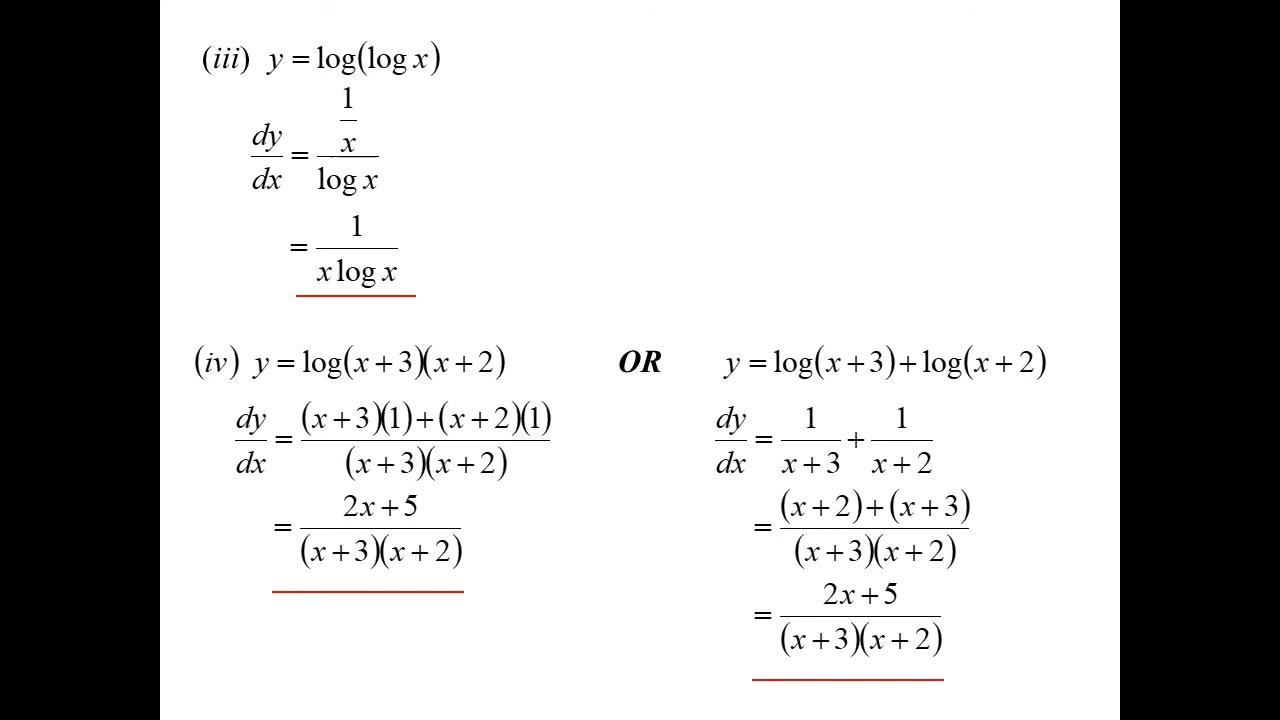 (iii) y = log(log x)
dy/dx = (1/x)/(log x)
= 1/(x log x)
(iv) y = log(x + 3)(x + 2) OR y = log(x + 3) + log(x + 2)
dy/dx = ((x + 3)(1) + (x + 2)(1))/((x + 3)(x + 2))
= (2x + 5)/((x + 3)(x + 2))
dy/dx = 1/(x + 3) + 1/(x + 2)
= ((x + 2) + (x + 3))/((x + 3)(x + 2))
= (2x + 5)/((x + 3)(x + 2))